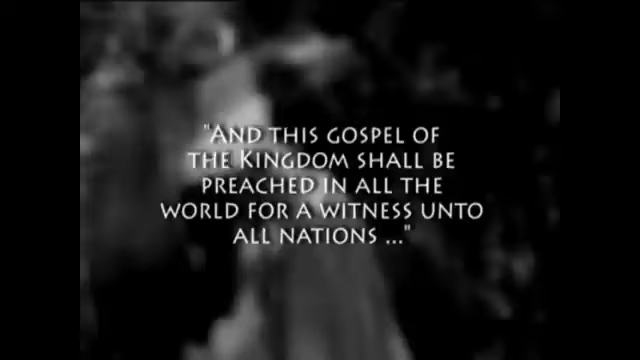 "And this gospel of
the Kingdom shall be
preached in all the
world for a witness unto
all nations ..."